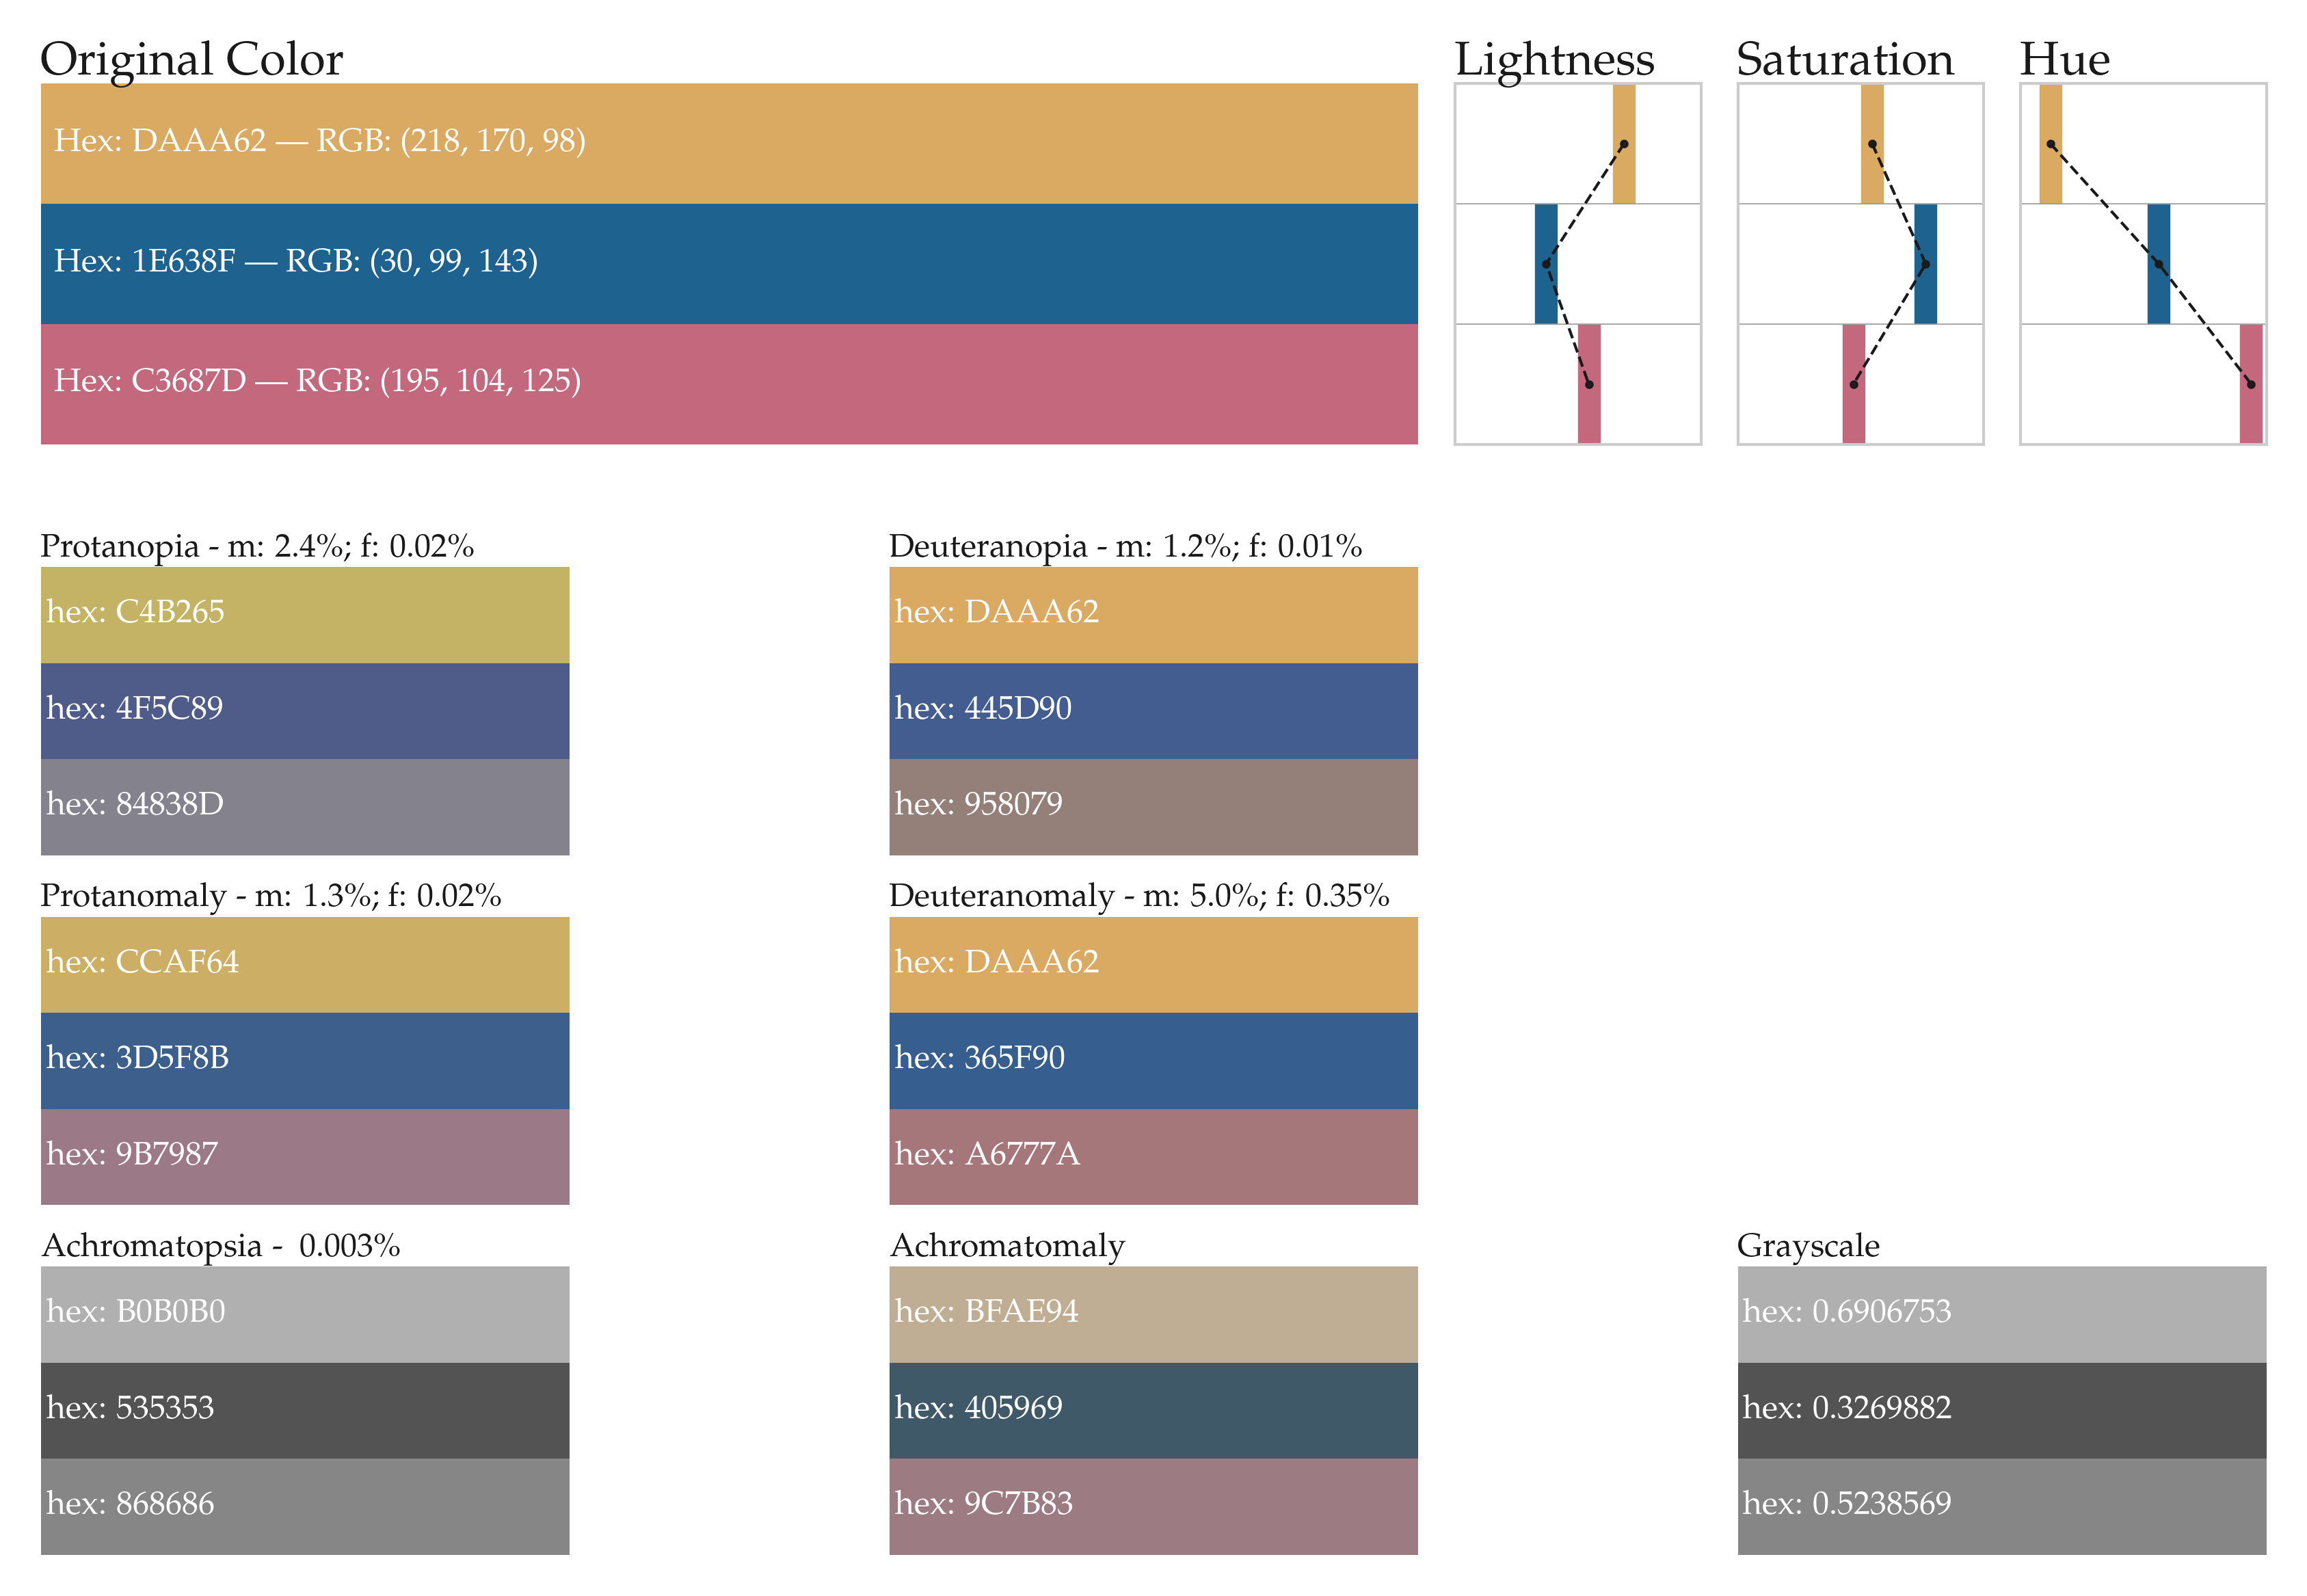 Original Color
Lightness
Saturation
Hue
Hex: DAAA62 — RGB: (218, 170, 98)
Hex: 1E638F — RGB: (30, 99, 143)
Hex: C3687D — RGB: (195, 104, 125)
Protanopia - m: 2.4%; f: 0.02%
hex: C4B265
hex: 4F5C89
hex: 84838D
Deuteranopia - m: 1.2%; f: 0.01%
hex: DAAA62
hex: 445D90
hex: 958079
Protanomaly - m: 1.3%; f: 0.02%
hex: CCAF64
hex: 3D5F8B
hex: 9B7987
Deuteranomaly - m: 5.0%; f: 0.35%
hex: DAAA62
hex: 365F90
hex: A6777A
Achromatopsia -  0.003%
hex: B0B0B0
hex: 535353
hex: 868686
Achromatomaly
hex: BFAE94
hex: 405969
hex: 9C7B83
Grayscale
hex: 0.6906753
hex: 0.3269882
hex: 0.5238569